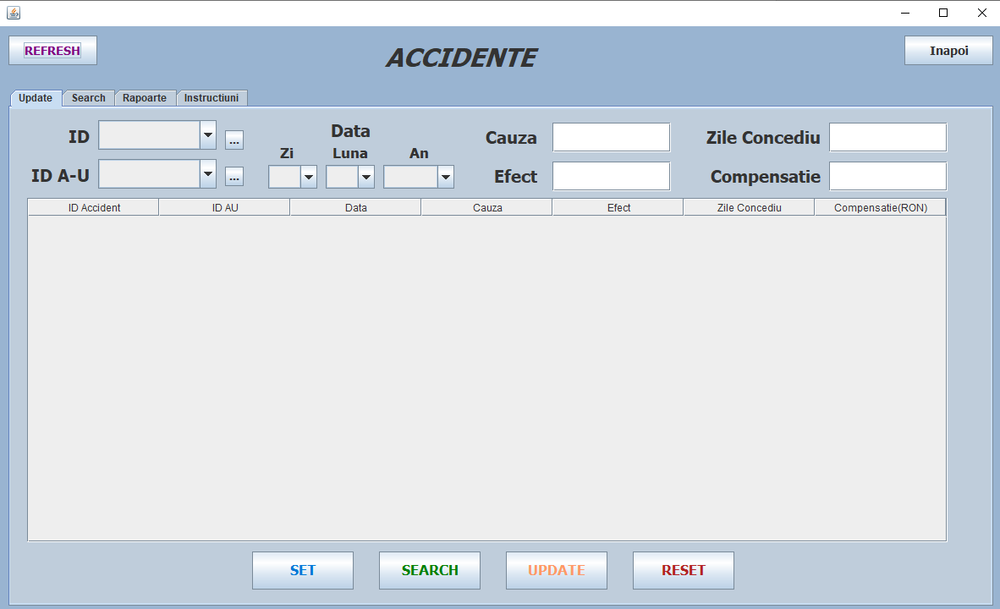 REFRESH
ACCIDENTE
Inapoi
Update Search Rapoarte Instructiuni
ID ... Data Cauza Zile Concediu
Zi Luna An
ID A-U ... Efect Compensatie
ID Accident ID AU Data Cauza Efect Zile Concediu Compensatie(RON)
SET SEARCH UPDATE RESET